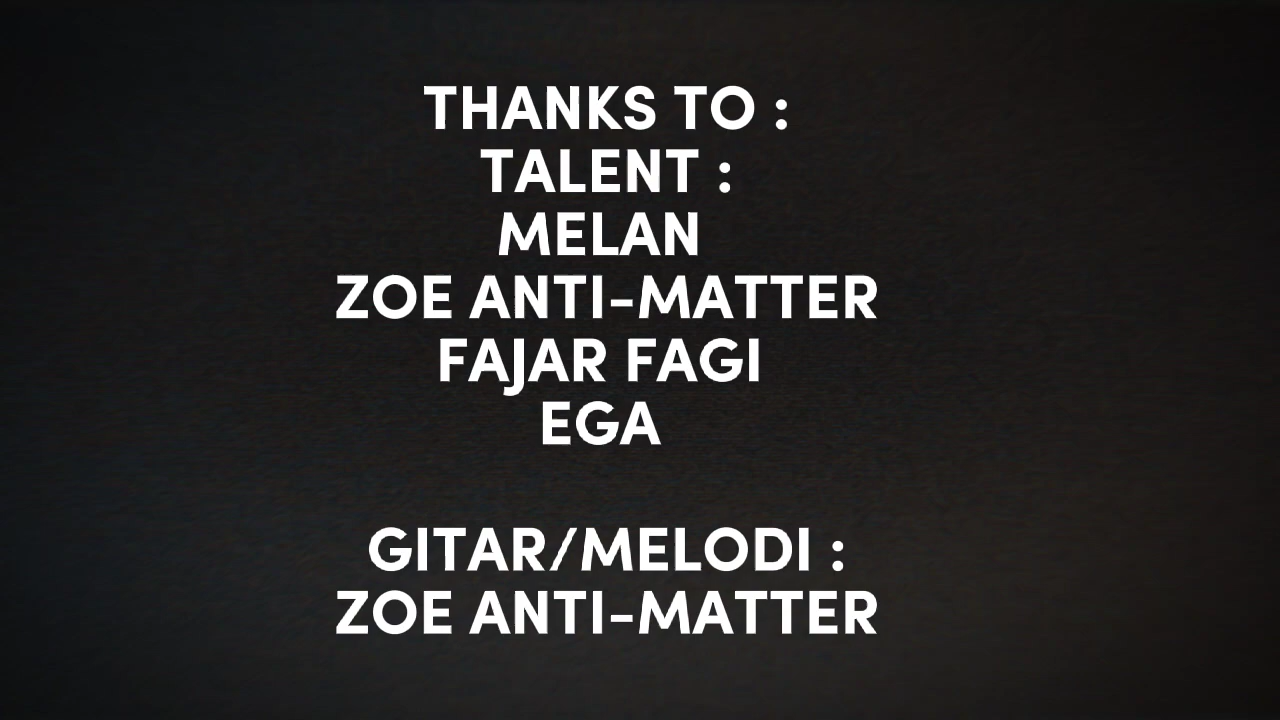 THANKS TO :
TALENT :
MELAN
ZOE ANTI-MATTER
FAJAR FAGI
EGA
GITAR/MELODI :
ZOE ANTI-MATTER